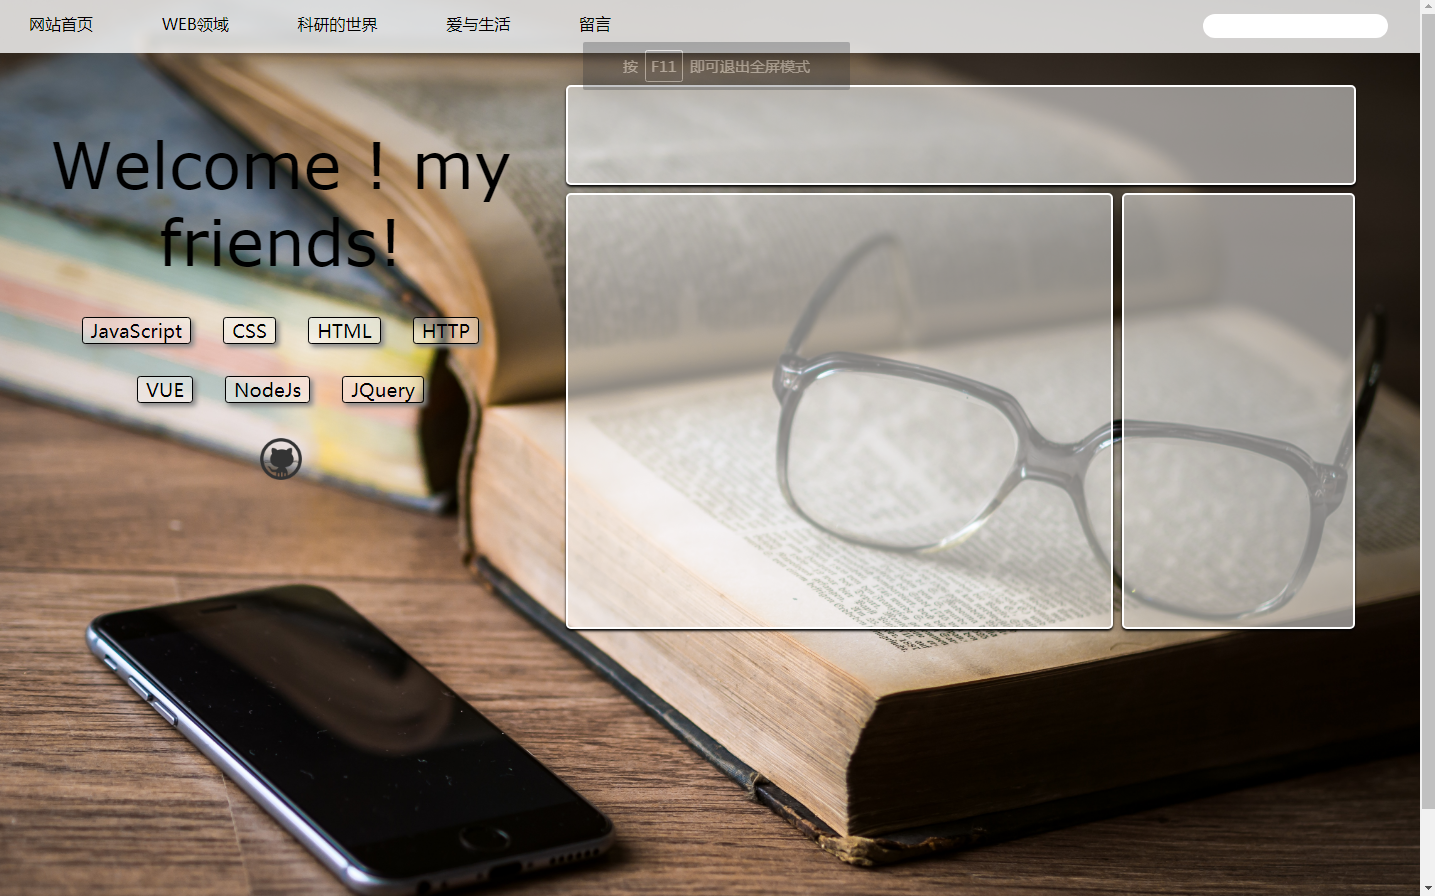 网站首页 WEB领域 科研的世界 爱与生活 留言
按 F11 即可退出全屏模式
Welcome ! my
friends!
JavaScript CSS HTML HTTP
VUE NodeJs JQuery